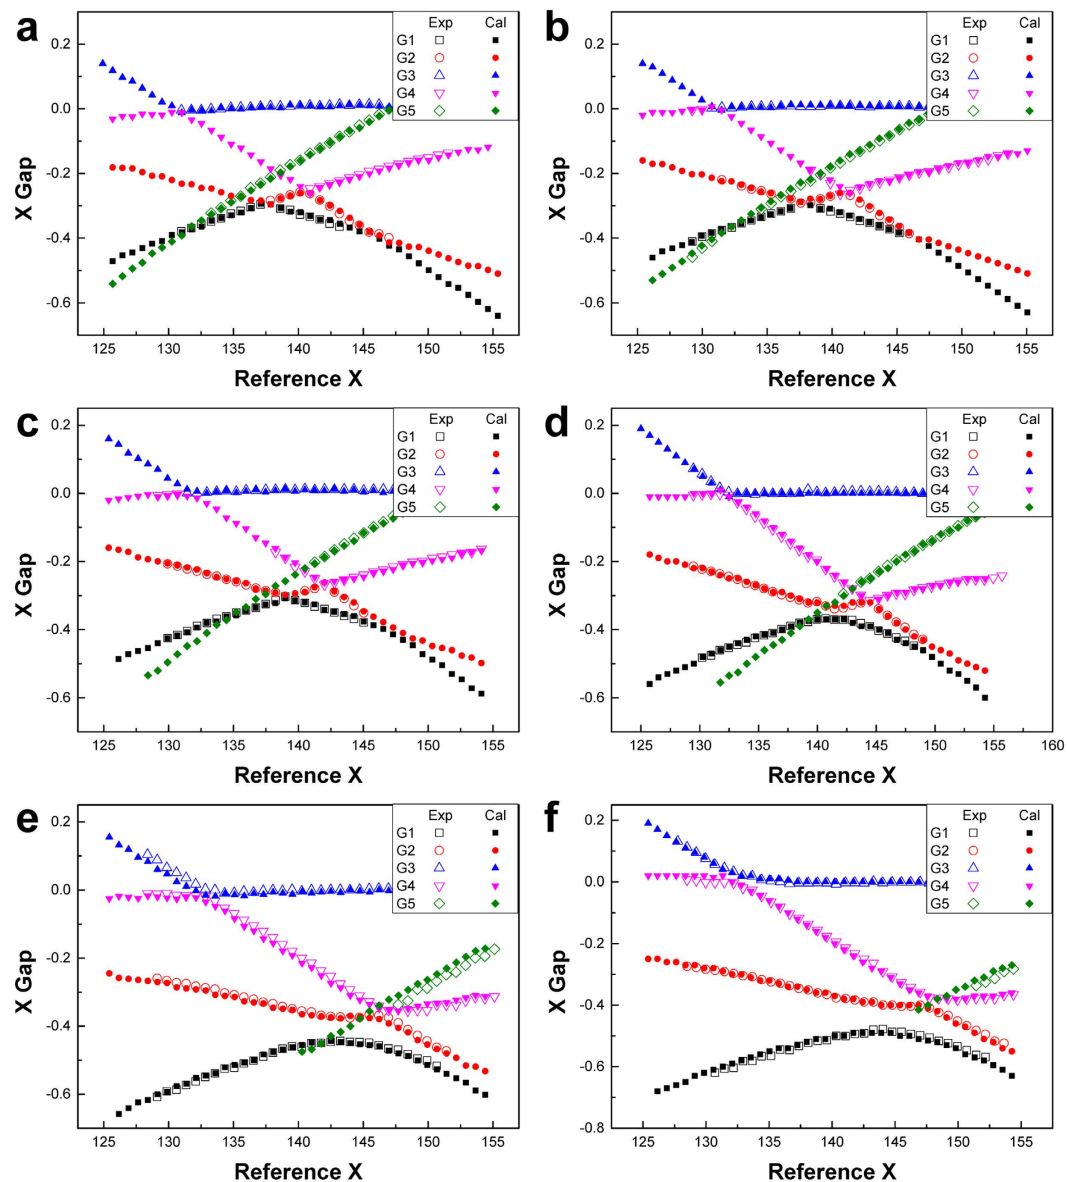 a
Exp Cal
G1
G2
G3
G4
G5
0.2
0.0
-0.2
-0.4
-0.6
X Gap
125 130 135 140 145 150 155
Reference X
b
Exp Cal
G1
G2
G3
G4
G5
0.2
0.0
-0.2
-0.4
-0.6
X Gap
125 130 135 140 145 150 155
Reference X
c
Exp Cal
G1
G2
G3
G4
G5
0.2
0.0
-0.2
-0.4
-0.6
X Gap
125 130 135 140 145 150 155
Reference X
d
Exp Cal
G1
G2
G3
G4
G5
0.2
0.0
-0.2
-0.4
-0.6
X Gap
125 130 135 140 145 150 155 160
Reference X
e
Exp Cal
G1
G2
G3
G4
G5
0.2
0.0
-0.2
-0.4
-0.6
X Gap
125 130 135 140 145 150 155
Reference X
f
Exp Cal
G1
G2
G3
G4
G5
0.2
0.0
-0.2
-0.4
-0.6
-0.8
X Gap
125 130 135 140 145 150 155
Reference X